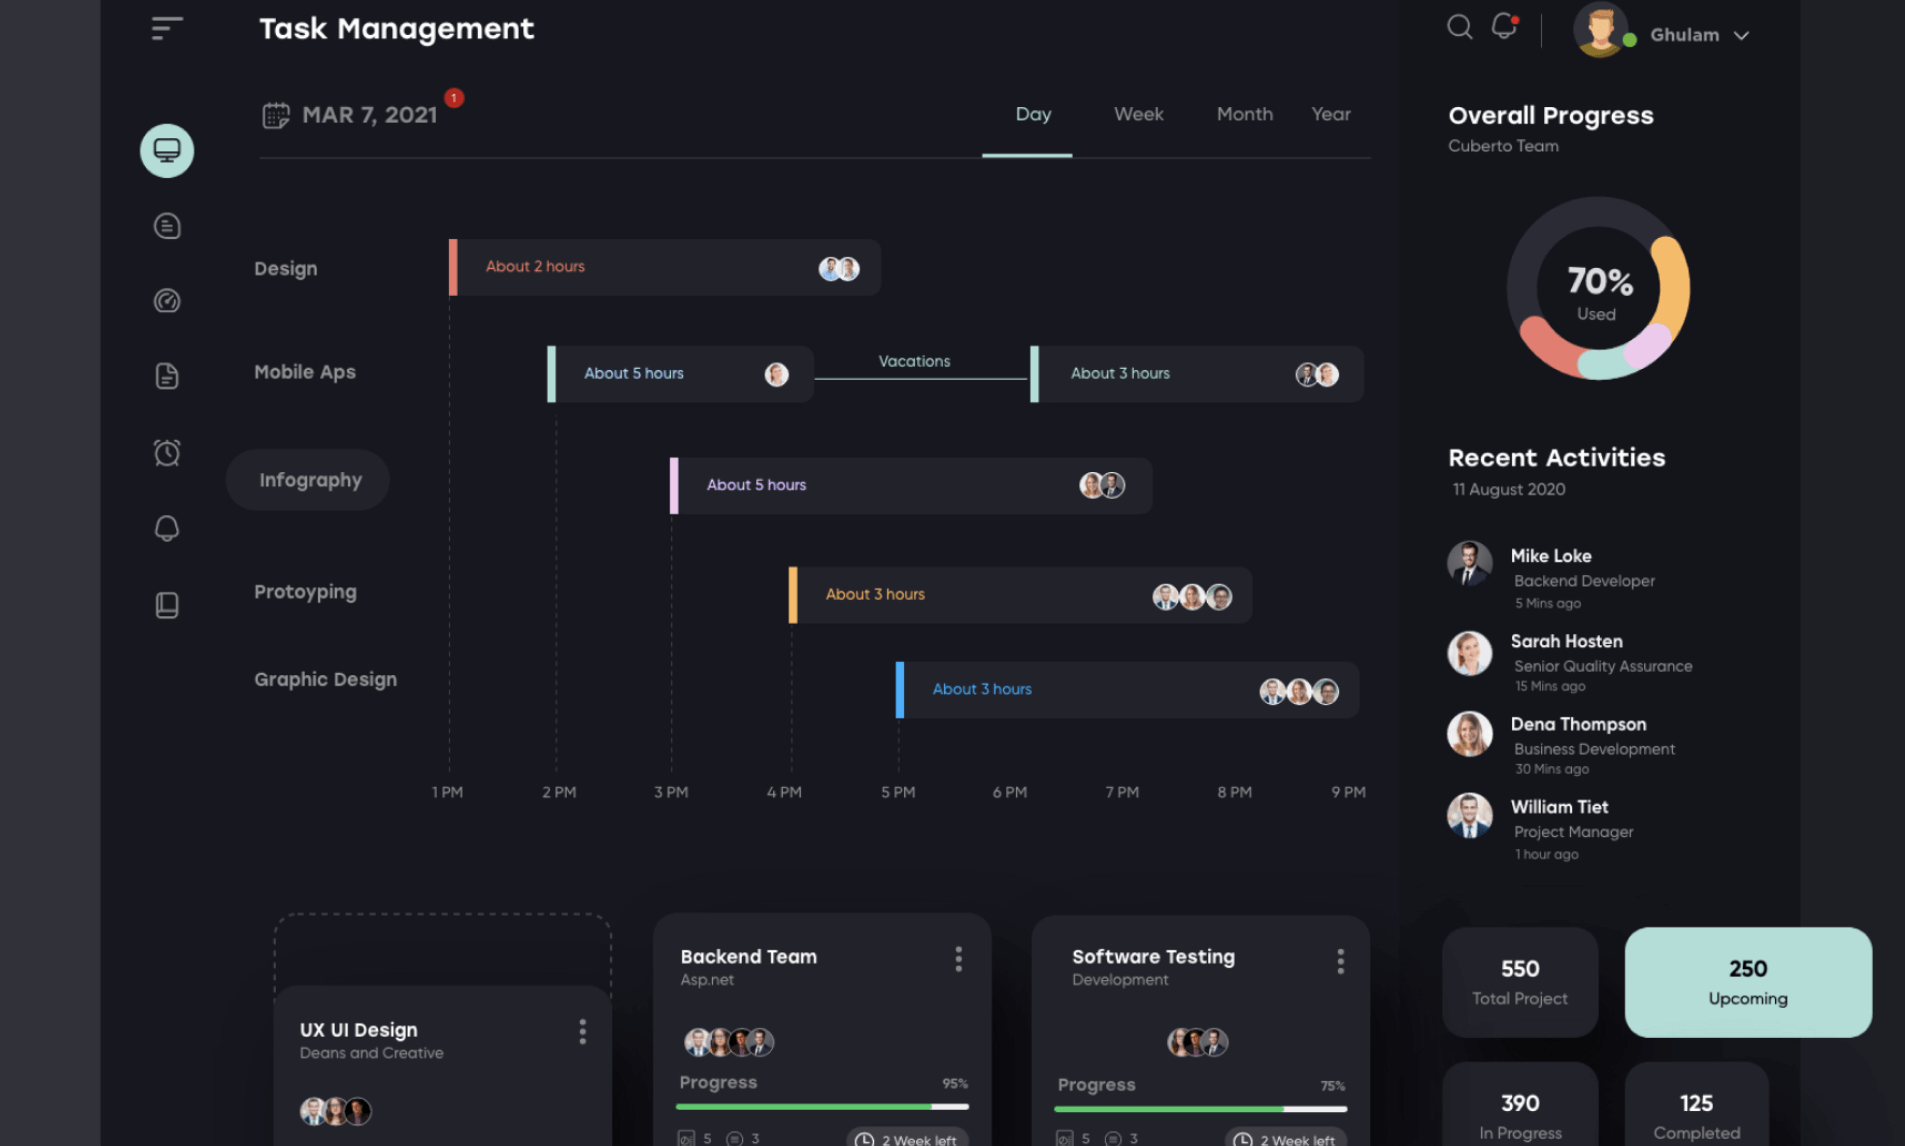 Task Management
Ghulam
MAR 7, 2021
1
Day
Week
Month
Year
Design
About 2 hours
Mobile Aps
About 5 hours
Vacations
About 3 hours
Infography
About 5 hours
Protoyping
About 3 hours
Graphic Design
About 3 hours
1 PM
2 PM
3 PM
4 PM
5 PM
6 PM
7 PM
8 PM
9 PM
Overall Progress
Cuberto Team
70%
Used
Recent Activities
11 August 2020
Mike Loke
Backend Developer
5 Mins ago
Sarah Hosten
Senior Quality Assurance
15 Mins ago
Dena Thompson
Business Development
30 Mins ago
William Tiet
Project Manager
1 hour ago
UX UI Design
Deans and Creative
Backend Team
Asp.net
Progress
95%
5
3
2 Week left
Software Testing
Development
Progress
75%
5
3
2 Week left
550
Total Project
250
Upcoming
390
In Progress
125
Completed